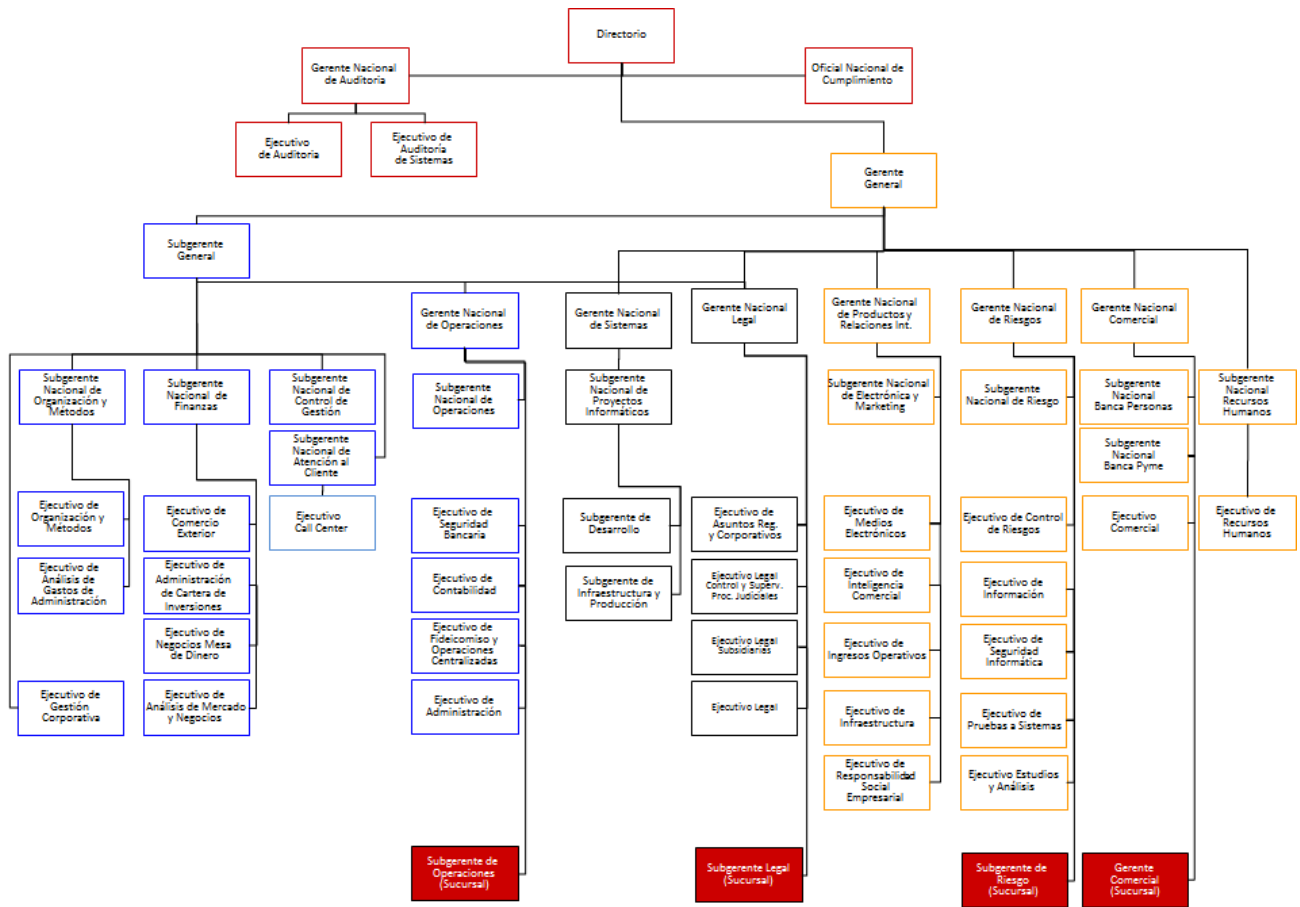 Directorio
Gerente Nacional
de Auditoria
Oficial Nacional de
Cumplimiento
Ejecutivo
de Auditoria
Ejecutivo de
Auditoría
de Sistemas
Gerente
General
Subgerente
General
Gerente Nacional
de Operaciones
Gerente Nacional
de Sistemas
Gerente Nacional
Legal
Gerente Nacional
de Productos y
Relaciones Int.
Gerente Nacional
de Riesgos
Gerente Nacional
Comercial
Subgerente
Nacional de
Organización y
Métodos
Subgerente
Nacional de
Finanzas
Subgerente
Nacional de
Control de
Gestión
Subgerente
Nacional de
Operaciones
Subgerente
Nacional de
Proyectos
Informáticos
Subgerente Nacional
de Electrónica y
Marketing
Subgerente
Nacional de Riesgo
Subgerente
Nacional
Banca Personas
Subgerente
Nacional
Recursos
Humanos
Subgerente
Nacional de
Atención al
Cliente
Subgerente
Nacional
Banca Pyme
Ejecutivo de
Organización y
Métodos
Ejecutivo de
Comercio
Exterior
Ejecutivo
Call Center
Ejecutivo de
Seguridad
Bancaria
Subgerente de
Desarrollo
Ejecutivo de
Asuntos Reg.
y Corporativos
Ejecutivo de
Medios
Electrónicos
Ejecutivo de Control
de Riesgos
Ejecutivo
Comercial
Ejecutivo de
Recursos
Humanos
Ejecutivo de
Análisis de
Gastos de
Administración
Ejecutivo de
Administración
de Cartera de
Inversiones
Ejecutivo de
Contabilidad
Subgerente de
Infraestructura y
Producción
Ejecutivo Legal
Control y Superv.
Proc. Judiciales
Ejecutivo de
Inteligencia
Comercial
Ejecutivo de
Información
Ejecutivo de
Negocios Mesa
de Dinero
Ejecutivo de
Fideicomiso y
Operaciones
Centralizadas
Ejecutivo Legal
Subsidiarias
Ejecutivo de
Ingresos Operativos
Ejecutivo de
Seguridad
Informática
Ejecutivo de
Gestión
Corporativa
Ejecutivo de
Análisis de Mercado
y Negocios
Ejecutivo de
Administración
Ejecutivo Legal
Ejecutivo de
Infraestructura
Ejecutivo de
Pruebas a Sistemas
Ejecutivo de
Responsabilidad
Social
Empresarial
Ejecutivo Estudios
y Análisis
Subgerente de
Operaciones
(Sucursal)
Subgerente Legal
(Sucursal)
Subgerente de
Riesgo
(Sucursal)
Gerente
Comercial
(Sucursal)